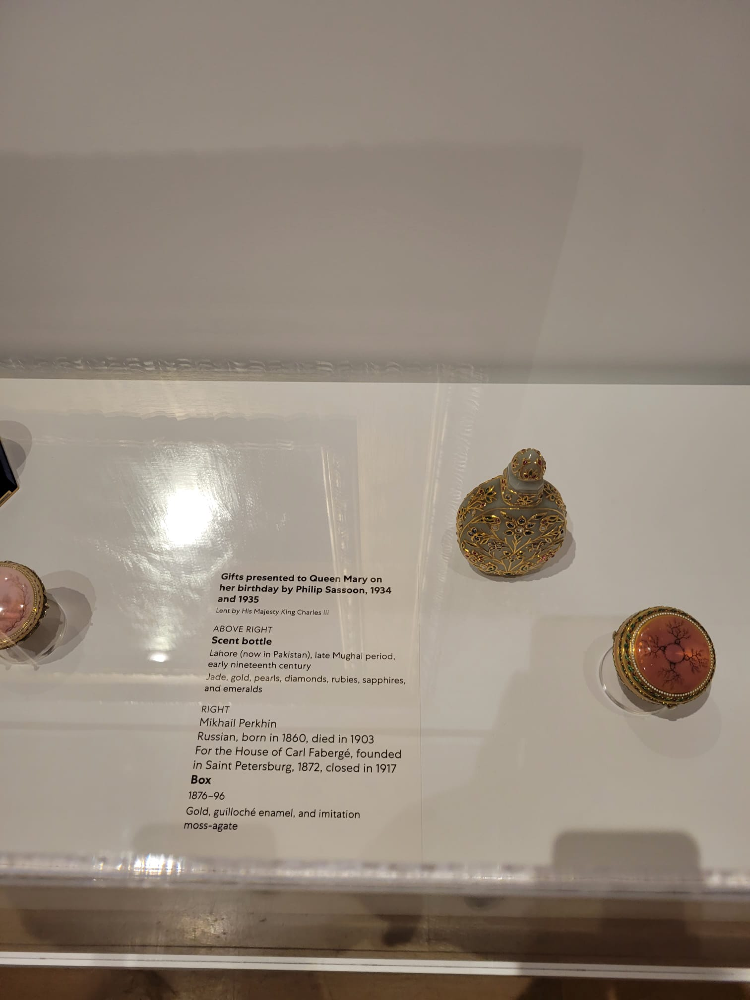 Gifts presented to Queen Mary on
her birthday by Philip Sassoon, 1934
and 1935
Lent by His Majesty King Charles III
ABOVE RIGHT
Scent bottle
Lahore (now in Pakistan), late Mughal period,
early nineteenth century
Jade, gold, pearls, diamonds, rubies, sapphires,
and emeralds
RIGHT
Mikhail Perkhin
Russian, born in 1860, died in 1903
For the House of Carl Fabergé, founded
in Saint Petersburg, 1872, closed in 1917
Box
1876–96
Gold, guilloché enamel, and imitation
moss-agate